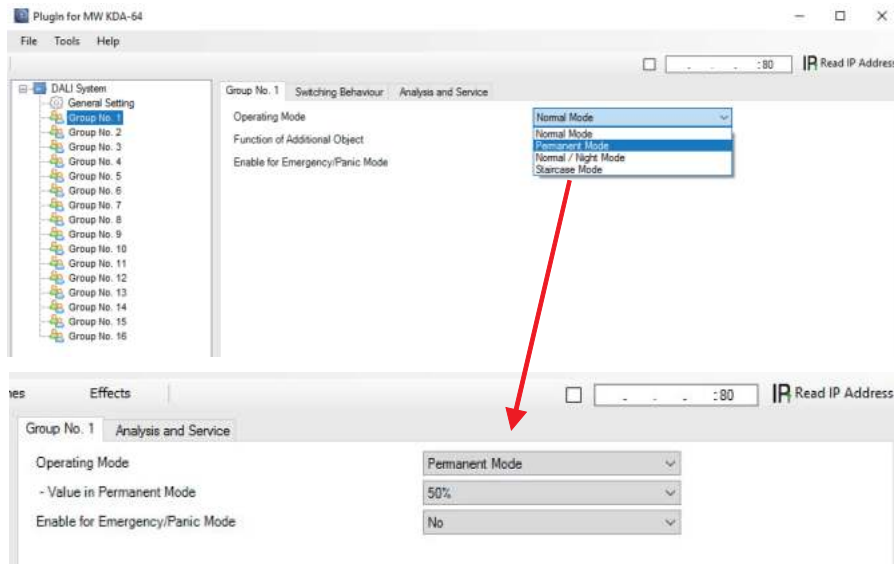 PlugIn for MW KDA-64
File Tools Help
:80 IR Read IP Address
DALI System
General Setting
Group No. 1
Group No. 2
Group No. 3
Group No. 4
Group No. 5
Group No. 6
Group No. 7
Group No. 8
Group No. 9
Group No. 10
Group No. 11
Group No. 12
Group No. 13
Group No. 14
Group No. 15
Group No. 16
Group No. 1 Switching Behaviour Analysis and Service
Operating Mode Normal Mode
Function of Additional Object
Enable for Emergency/Panic Mode
Normal Mode
Permanent Mode
Normal / Night Mode
Staircase Mode
Effects
. . . :80 IR Read IP Address
Group No. 1 Analysis and Service
Operating Mode Permanent Mode
- Value in Permanent Mode 50%
Enable for Emergency/Panic Mode No